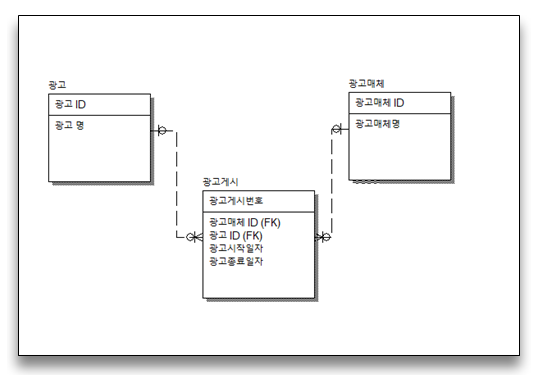 광고
광고 ID
광고 명
광고매체
광고매체 ID
광고매체명
광고게시
광고게시번호
광고매체 ID (FK)
광고 ID (FK)
광고시작일자
광고종료일자